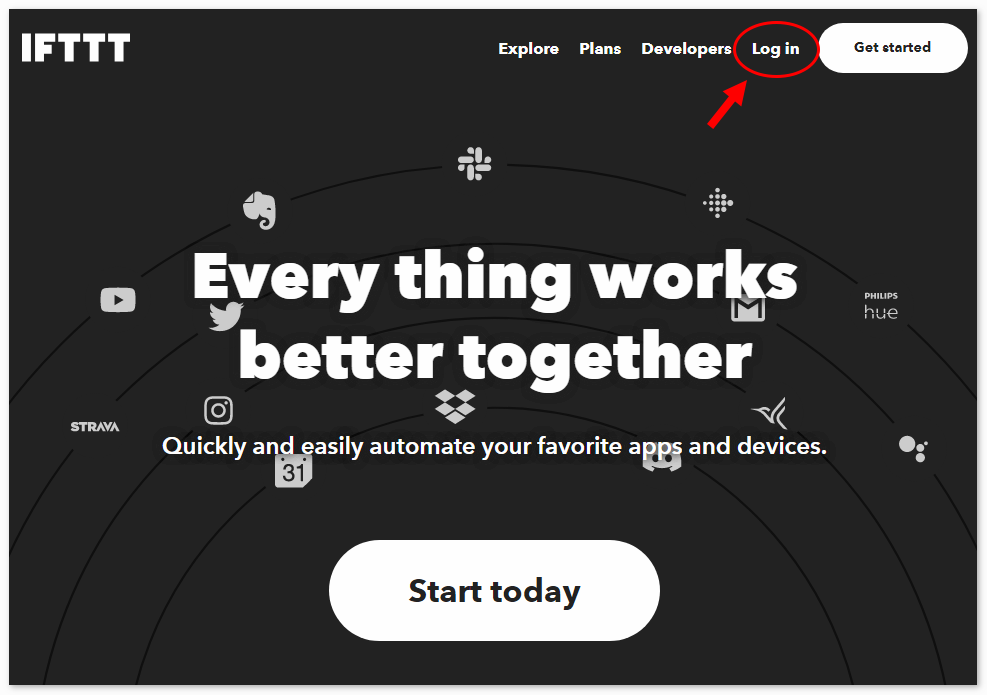 IFTTT
Explore Plans Developers Log in Get started
Every thing works
PHILIPS
hue
better together
STRAVA
Quickly and easily automate your favorite apps and devices.
31
Start today